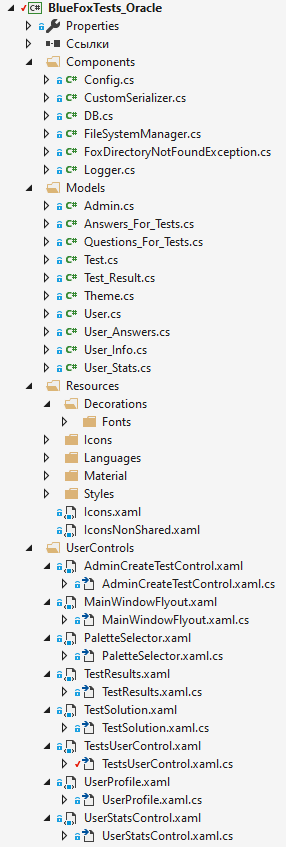 BlueFoxTests_Oracle
Properties
Ссылки
Components
Config.cs
CustomSerializer.cs
DB.cs
FileSystemManager.cs
FoxDirectoryNotFoundException.cs
Logger.cs
Models
Admin.cs
Answers_For_Tests.cs
Questions_For_Tests.cs
Test.cs
Test_Result.cs
Theme.cs
User.cs
User_Answers.cs
User_Info.cs
User_Stats.cs
Resources
Decorations
Fonts
Icons
Languages
Material
Styles
Icons.xaml
IconsNonShared.xaml
UserControls
AdminCreateTestControl.xaml
AdminCreateTestControl.xaml.cs
MainWindowFlyout.xaml
MainWindowFlyout.xaml.cs
PaletteSelector.xaml
PaletteSelector.xaml.cs
TestResults.xaml
TestResults.xaml.cs
TestSolution.xaml
TestSolution.xaml.cs
TestsUserControl.xaml
TestsUserControl.xaml.cs
UserProfile.xaml
UserProfile.xaml.cs
UserStatsControl.xaml
UserStatsControl.xaml.cs